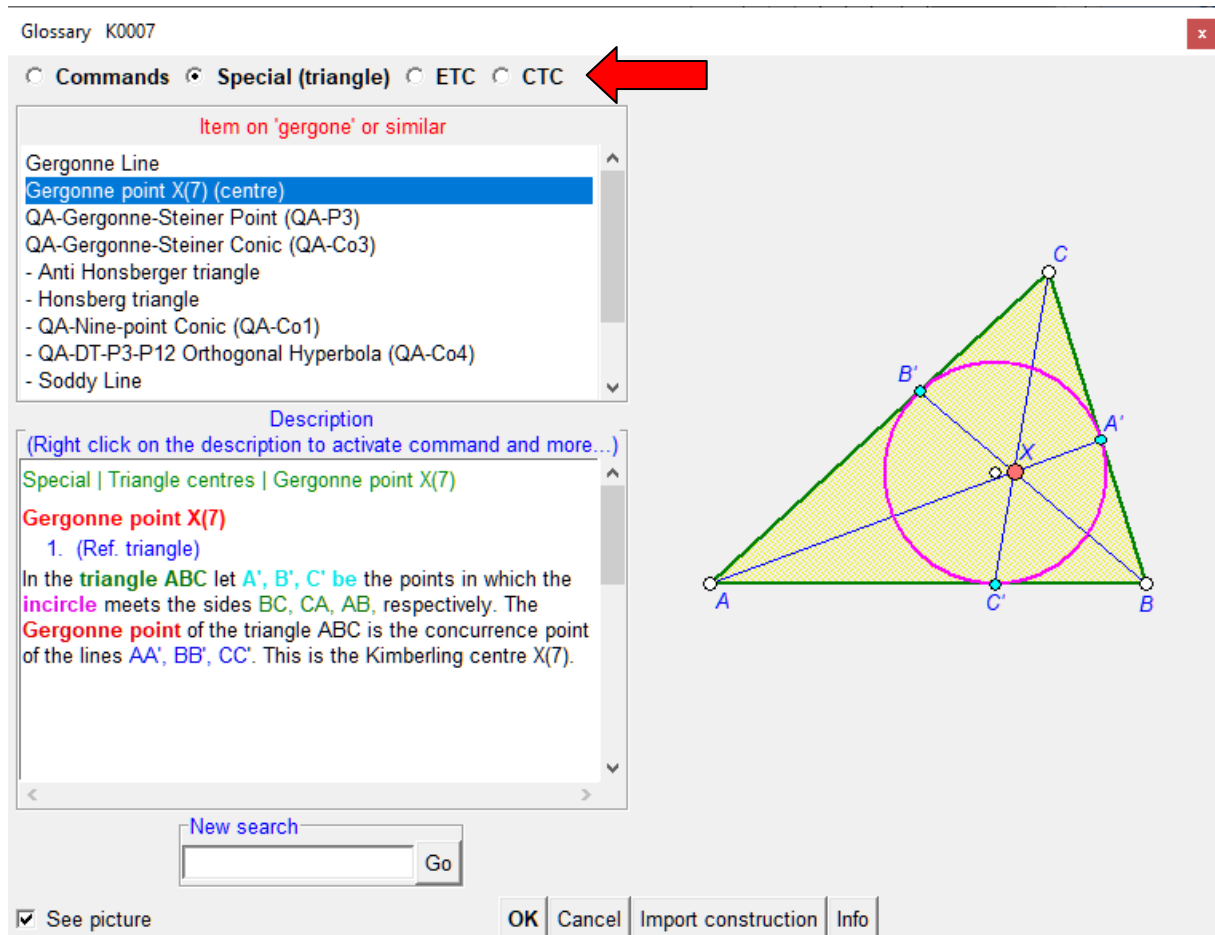 Glossary K0007
x
Commands Special (triangle) ETC CTC
Item on 'gergone' or similar
Gergonne Line
Gergonne point X(7) (centre)
QA-Gergonne-Steiner Point (QA-P3)
QA-Gergonne-Steiner Conic (QA-Co3)
- Anti Honsberger triangle
- Honsberg triangle
- QA-Nine-point Conic (QA-Co1)
- QA-DT-P3-P12 Orthogonal Hyperbola (QA-Co4)
- Soddy Line
Description
(Right click on the description to activate command and more...)
Special | Triangle centres | Gergonne point X(7)
Gergonne point X(7)
1. (Ref. triangle)
In the triangle ABC let A', B', C' be the points in which the
incircle meets the sides BC, CA, AB, respectively. The
Gergonne point of the triangle ABC is the concurrence point
of the lines AA', BB', CC'. This is the Kimberling centre X(7).
New search
Go
See picture
OK Cancel Import construction Info
C
B'
A'
X
A
C'
B